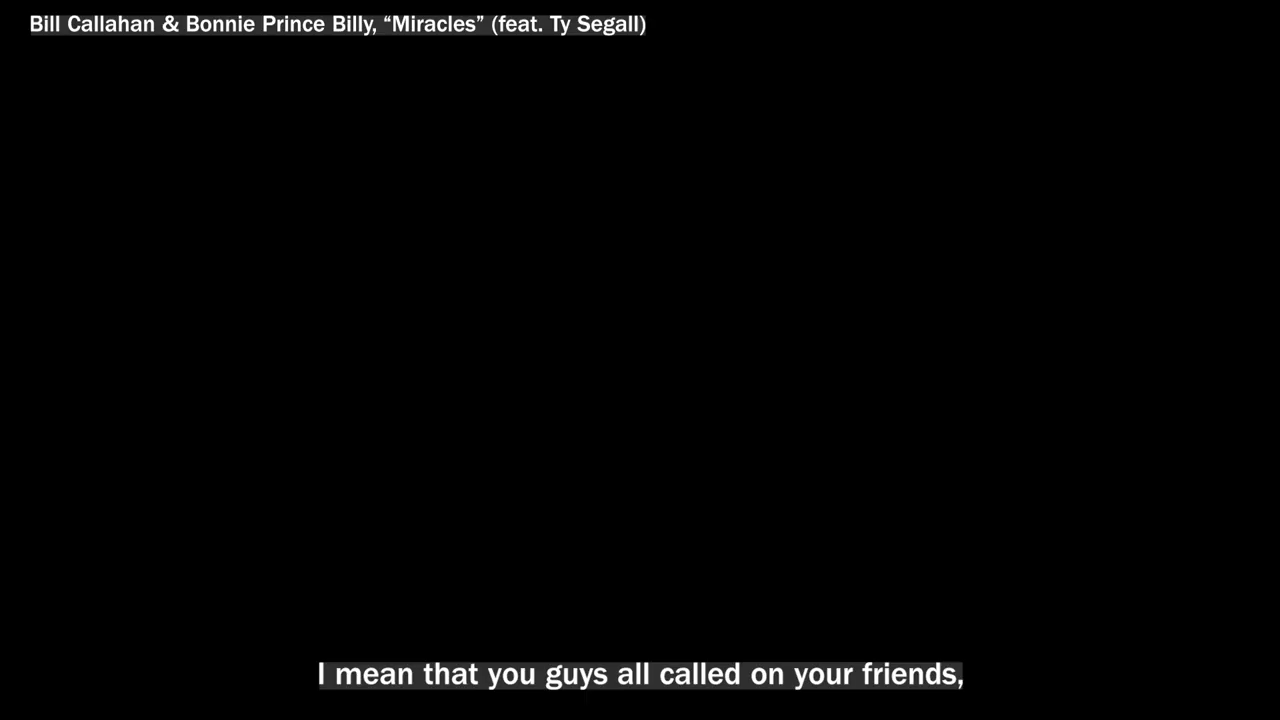 Bill Callahan & Bonnie Prince Billy, “Miracles” (feat. Ty Segall)
I mean that you guys all called on your friends,